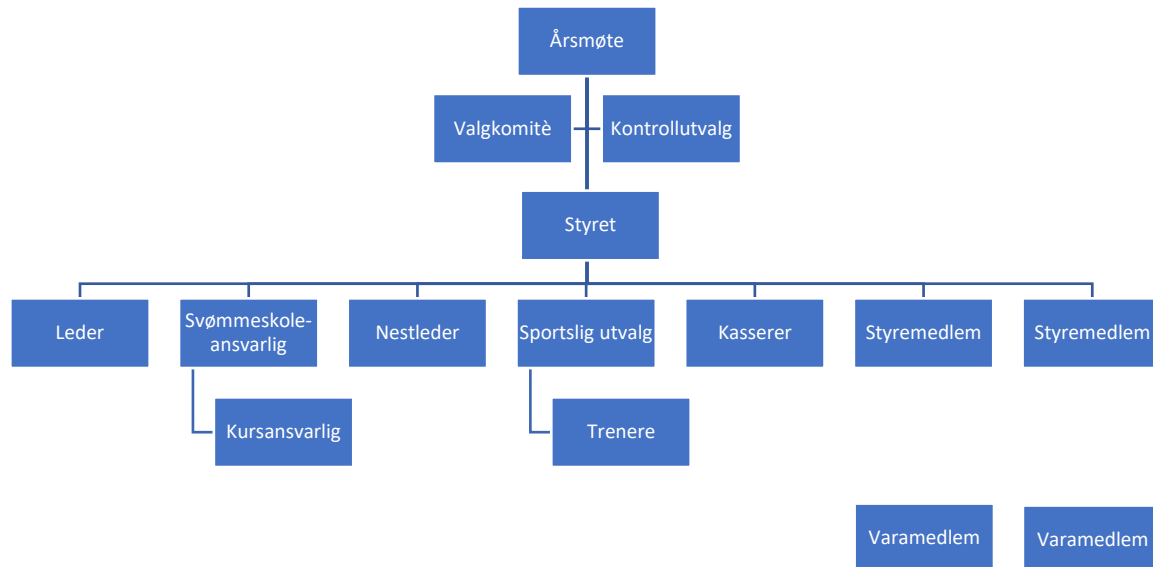 Årsmøte
Valgkomitè
Kontrollutvalg
Styret
Leder
Svømmeskole-
ansvarlig
Nestleder
Sportslig utvalg
Kasserer
Styremedlem
Styremedlem
Kursansvarlig
Trenere
Varamedlem
Varamedlem